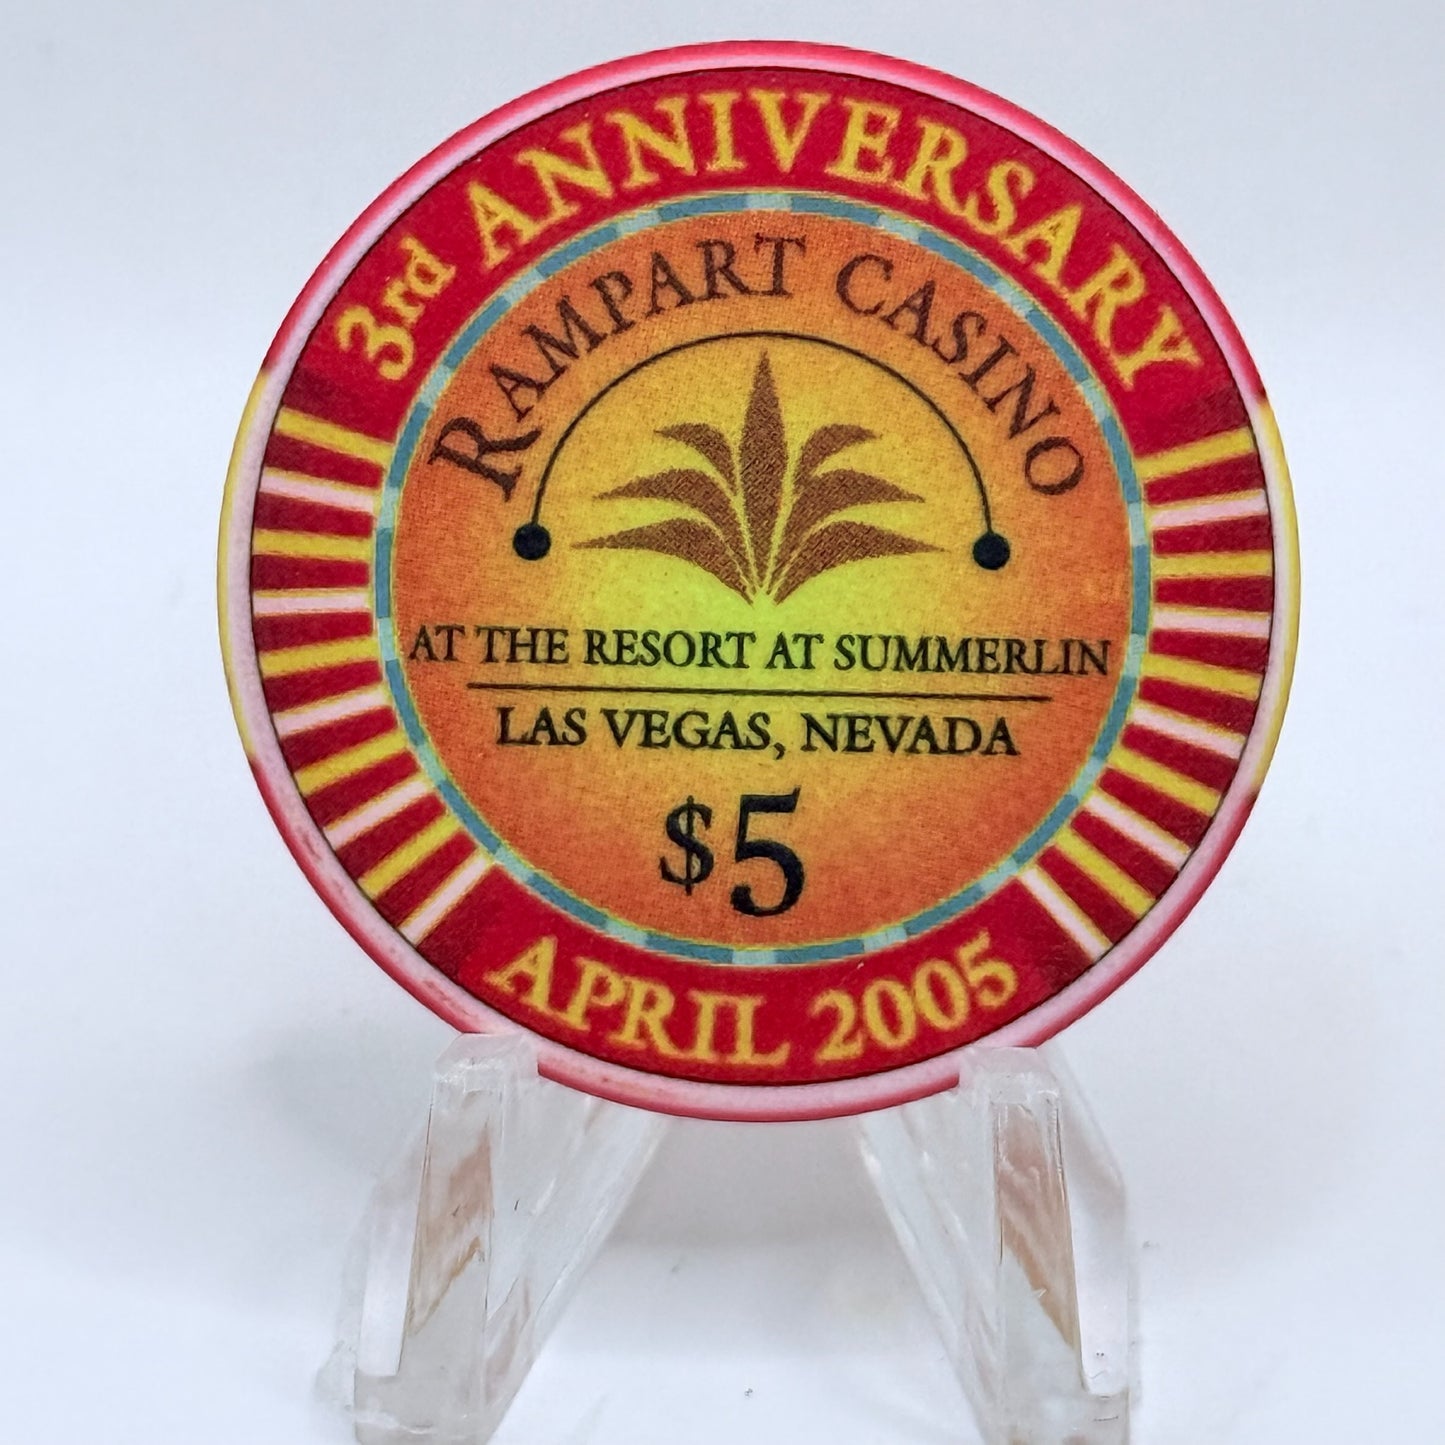 3rd ANNIVERSARY
RAMPART CASINO
AT THE RESORT AT SUMMERLIN
LAS VEGAS, NEVADA
$5
APRIL 2005